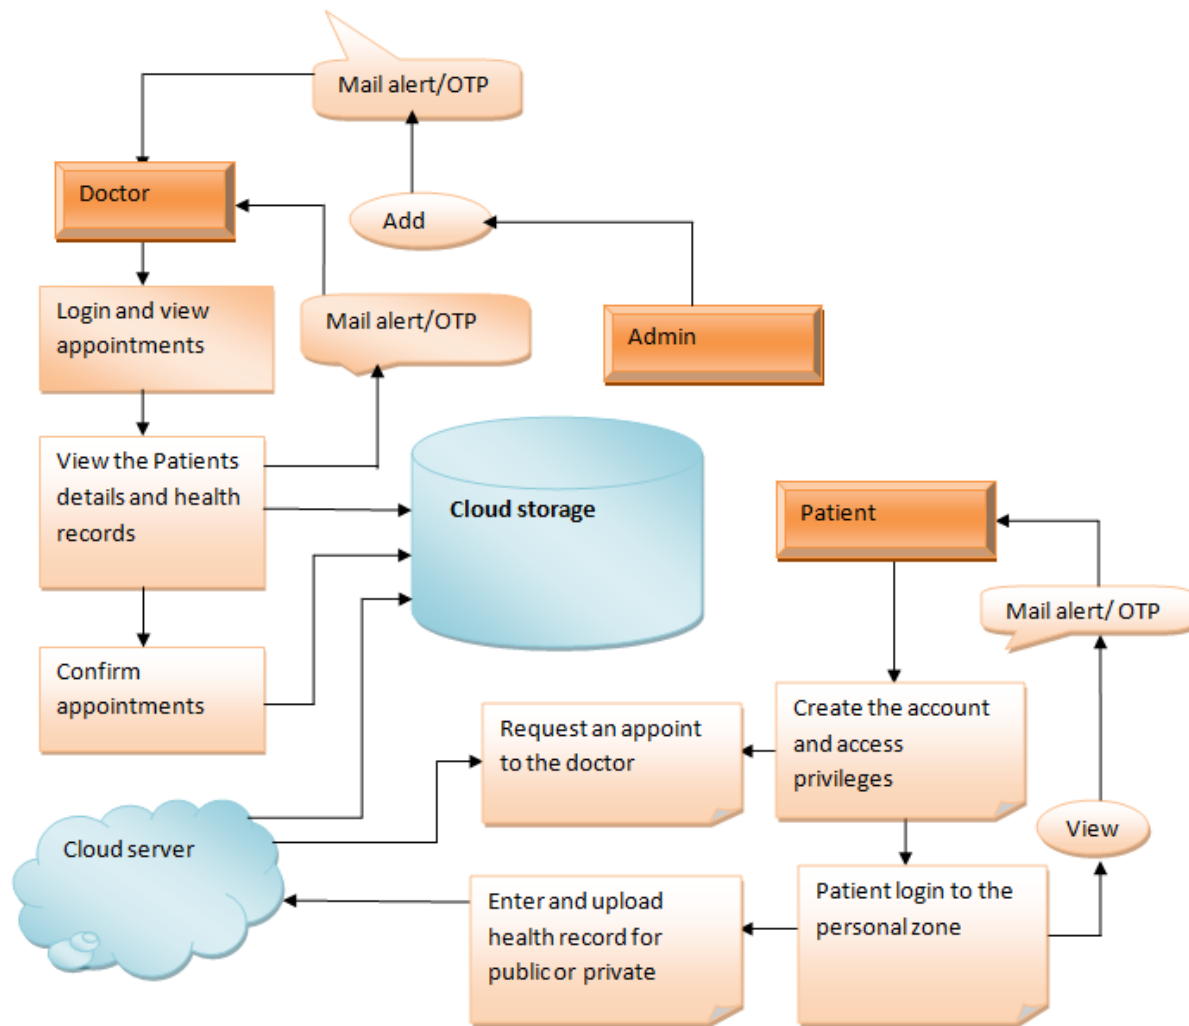 Mail alert/OTP
Doctor
Add
Login and view
appointments
Mail alert/OTP
Admin
View the Patients
details and health
records
Cloud storage
Patient
Mail alert/ OTP
Confirm
appointments
Request an appoint
to the doctor
Create the account
and access
privileges
Cloud server
View
Enter and upload
health record for
public or private
Patient login to the
personal zone